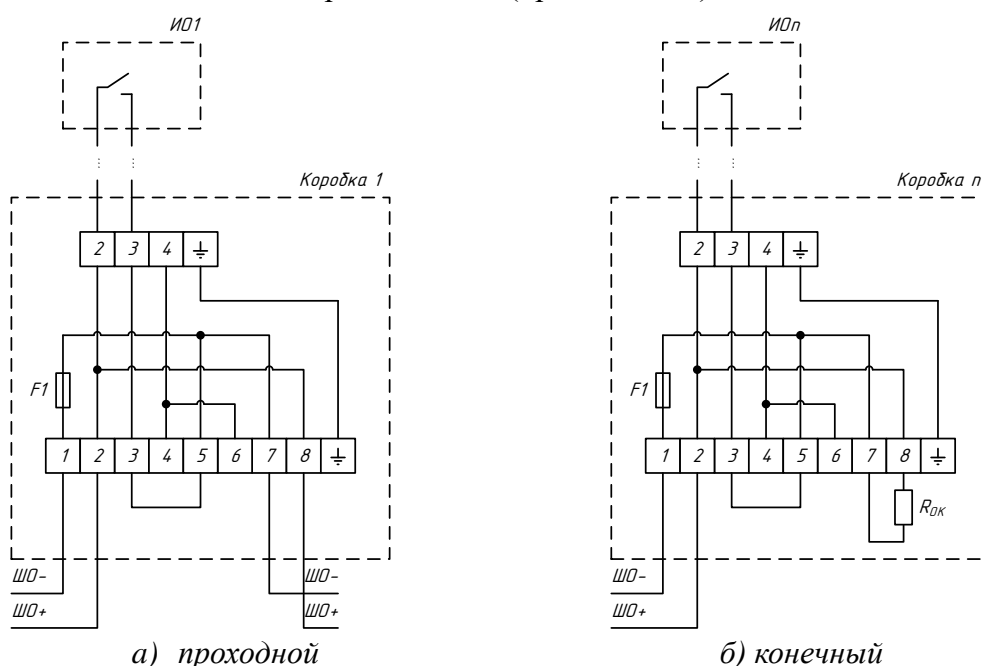 ИО1
ИОn
Коробка 1
Коробка n
2 3 4
2 3 4
F1
F1
1 2 3 4 5 6 7 8
1 2 3 4 5 6 7 8
R_ОК
ШО-
ШО-
ШО-
ШО+
ШО+
ШО+
а) проходной
б) конечный